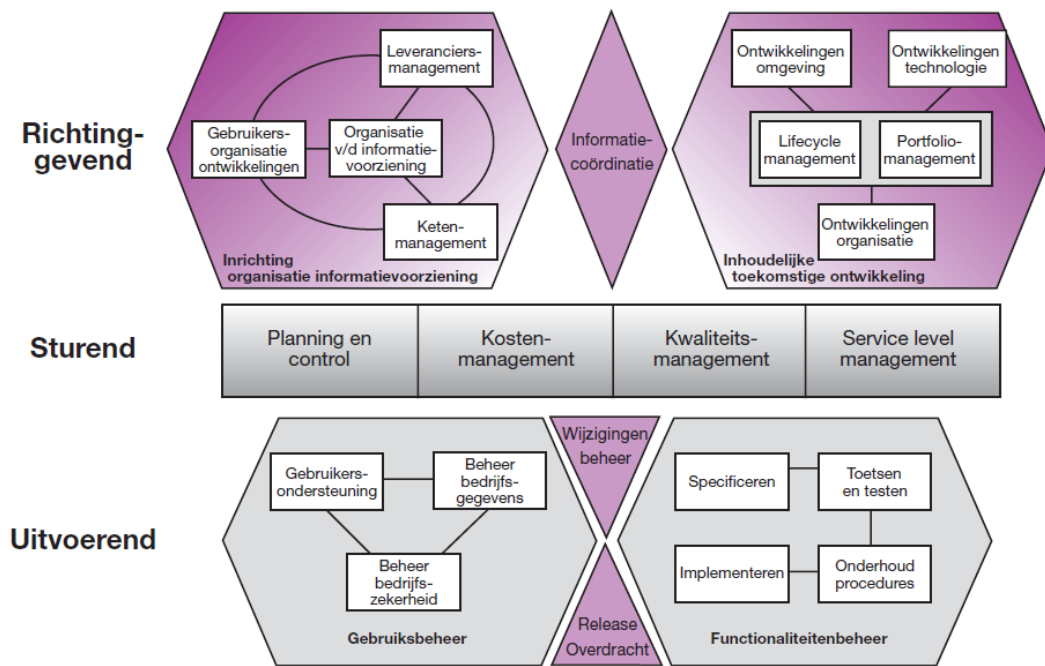 Richting-
gevend
Leveranciers-
management
Gebruikers-
organisatie
ontwikkelingen
Organisatie
v/d informatie-
voorziening
Keten-
management
Inrichting
organisatie informatievoorziening
Informatie-
coördinatie
Ontwikkelingen
omgeving
Ontwikkelingen
technologie
Lifecycle
management
Portfolio-
management
Ontwikkelingen
organisatie
Inhoudelijke
toekomstige ontwikkeling
Sturend
Planning en
control
Kosten-
management
Kwaliteits-
management
Service level
management
Uitvoerend
Gebruikers-
ondersteuning
Beheer
bedrijfs-
gegevens
Beheer
bedrijfs-
zekerheid
Gebruiksbeheer
Wijzigingen
beheer
Release
Overdracht
Specificeren
Toetsen
en testen
Implementeren
Onderhoud
procedures
Functionaliteitenbeheer